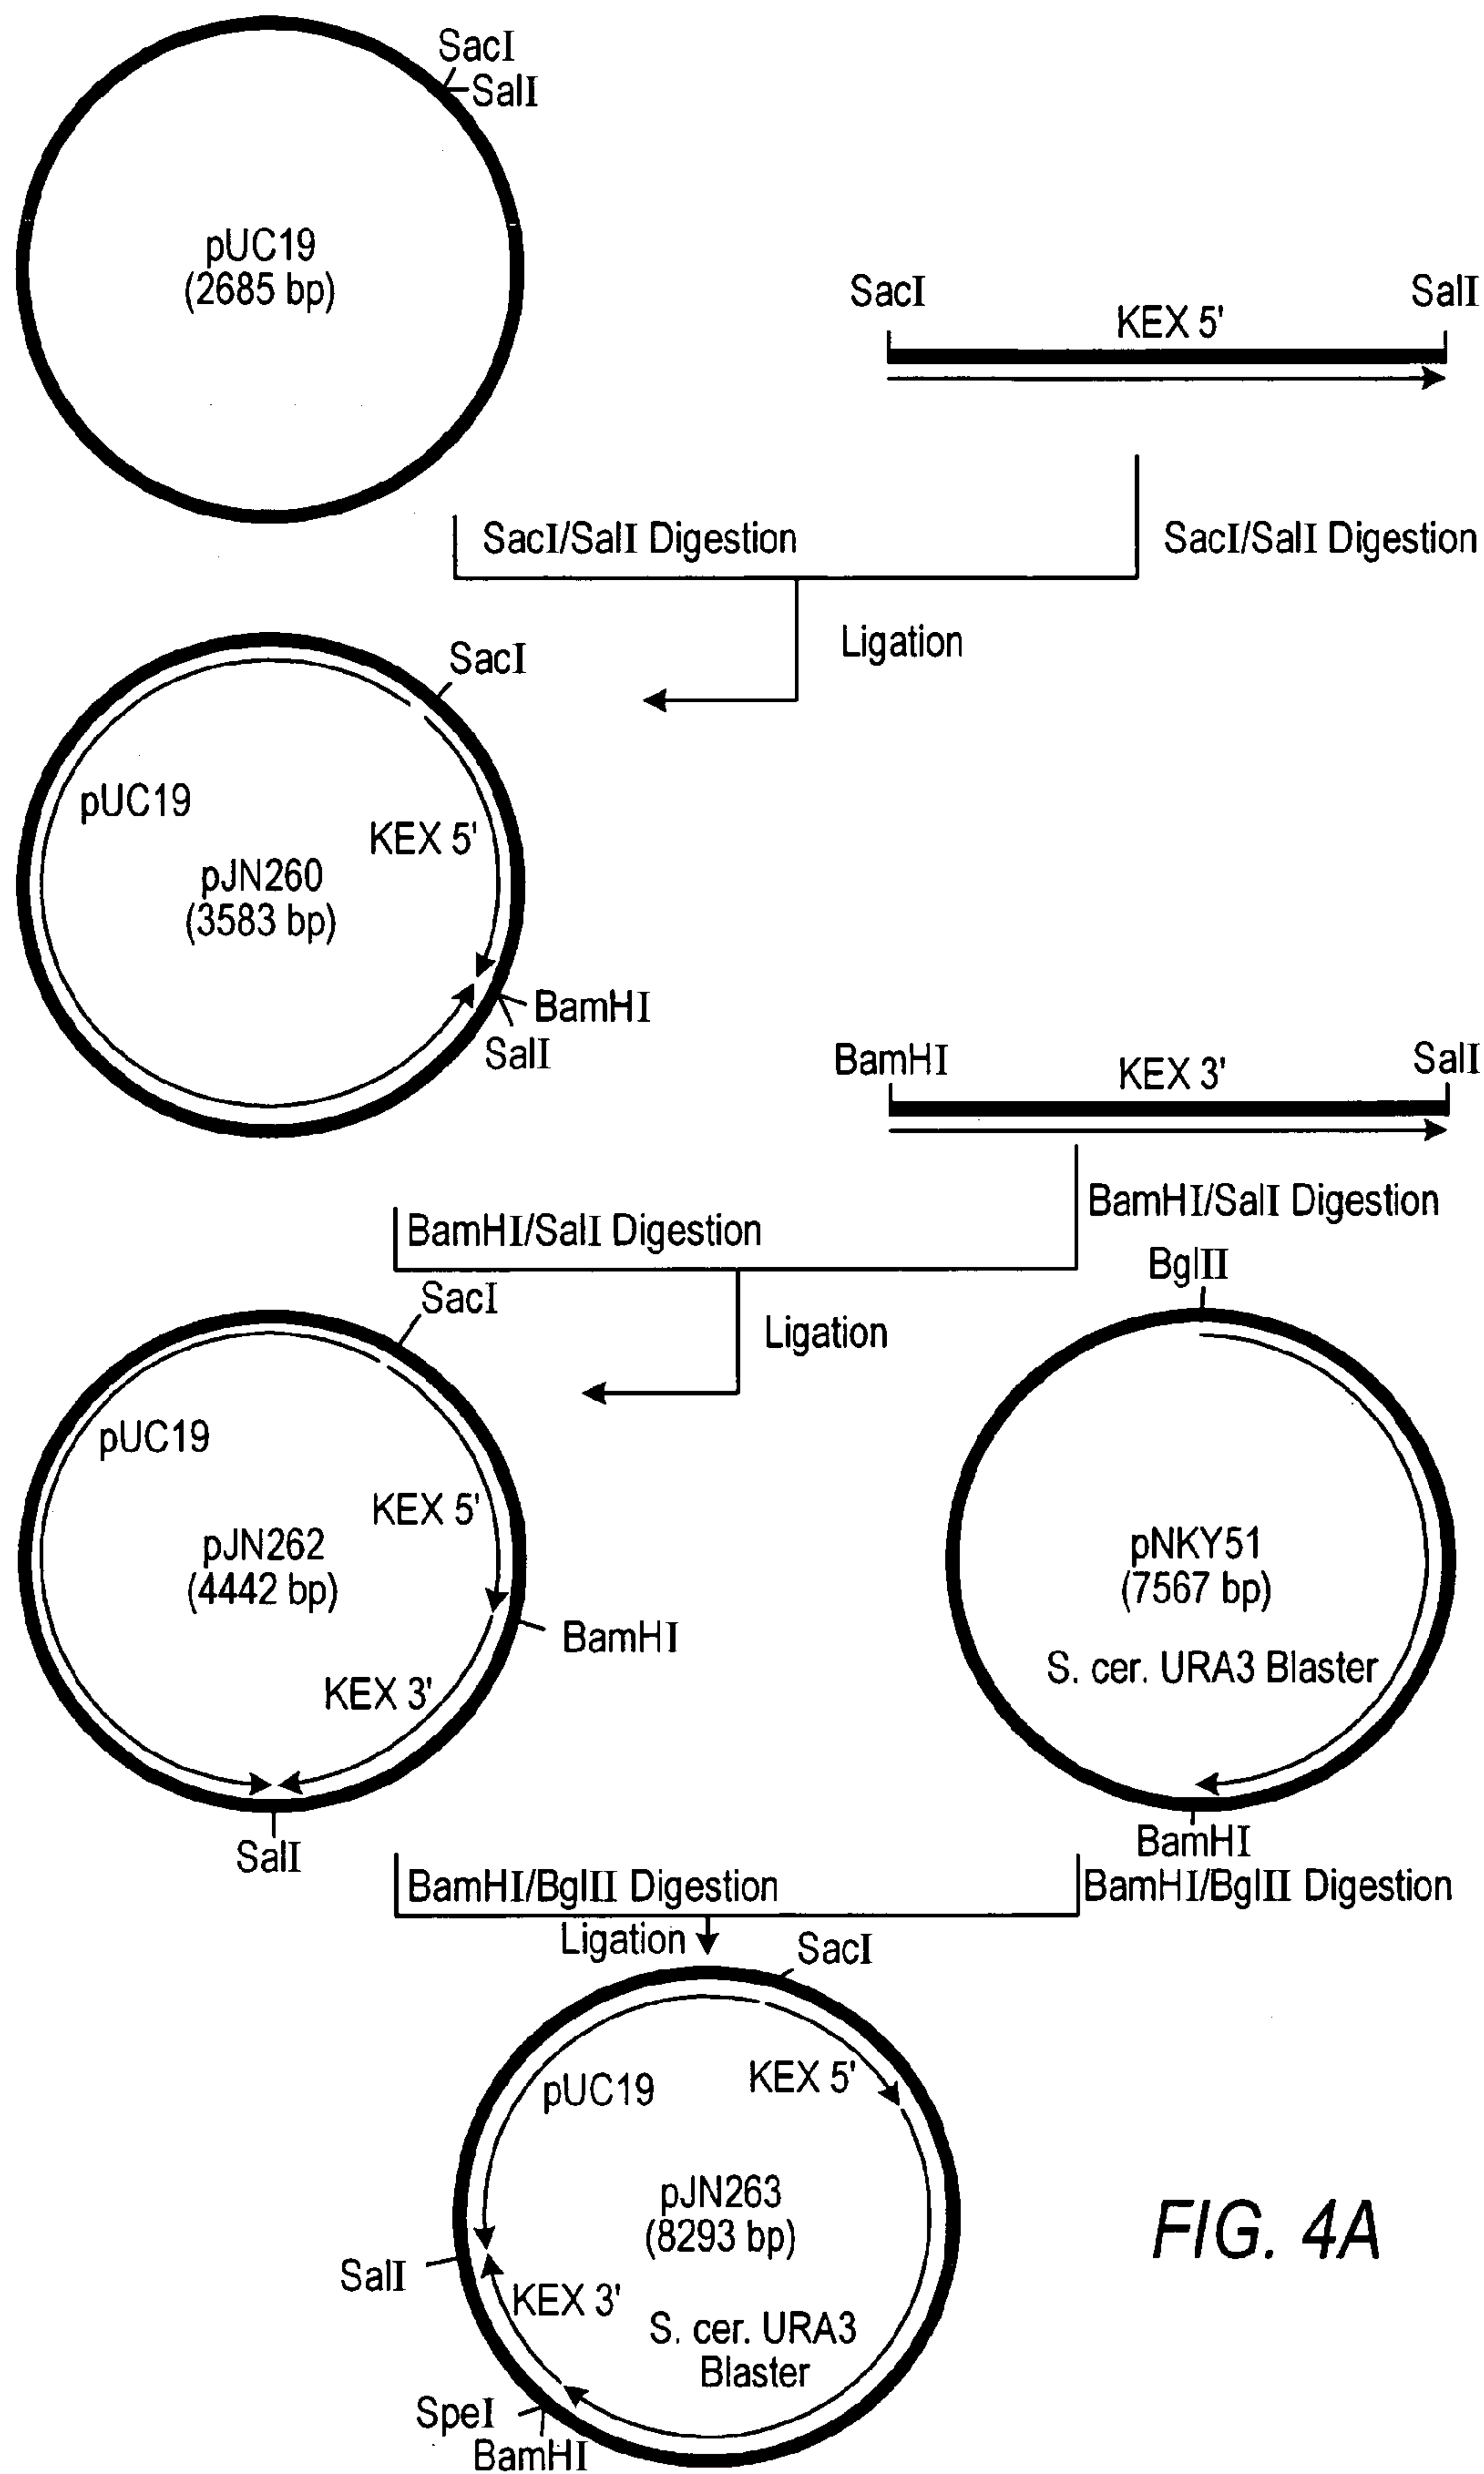 SacI
SalI
pUC19
(2685 bp)
SacI
SalI
KEX 5'
SacI/SalI Digestion
SacI/SalI Digestion
Ligation
SacI
pUC19
KEX 5'
pJN260
(3583 bp)
BamHI
SalI
BamHI
SalI
KEX 3'
BamHI/SalI Digestion
BamHI/SalI Digestion
BglII
SacI
Ligation
pUC19
KEX 5'
pJN262
(4442 bp)
BamHI
KEX 3'
SalI
pNKY51
(7567 bp)
S. cer. URA3 Blaster
BamHI
BamHI/BglII Digestion
BamHI/BglII Digestion
Ligation
SacI
pUC19
KEX 5'
pJN263
(8293 bp)
SalI
KEX 3'
S. cer. URA3
Blaster
SpeI
BamHI
FIG. 4A